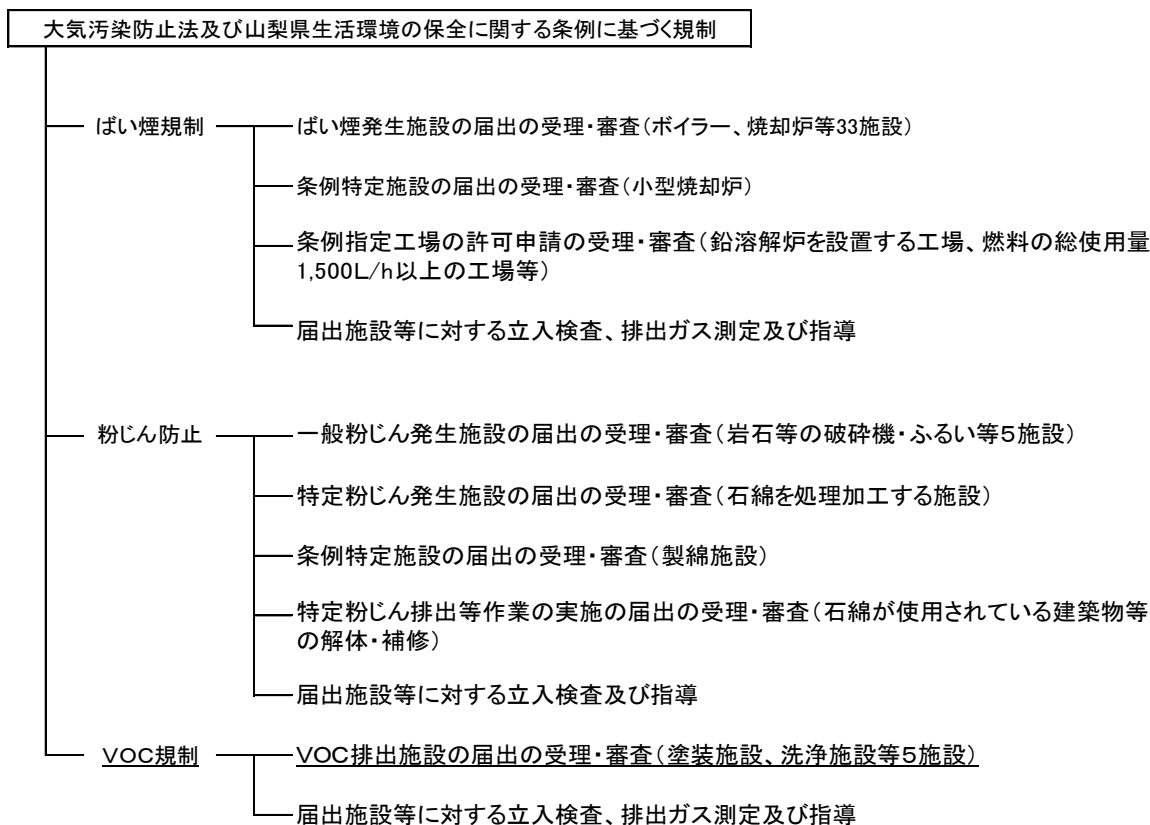 大気汚染防止法及び山梨県生活環境の保全に関する条例に基づく規制
ばい煙規制
ばい煙発生施設の届出の受理・審査（ボイラー、焼却炉等33施設）
条例特定施設の届出の受理・審査（小型焼却炉）
条例指定工場の許可申請の受理・審査（鉛溶解炉を設置する工場、燃料の総使用量
1,500L/h以上の工場等）
届出施設等に対する立入検査、排出ガス測定及び指導
粉じん防止
一般粉じん発生施設の届出の受理・審査（岩石等の破砕機・ふるい等５施設）
特定粉じん発生施設の届出の受理・審査（石綿を処理加工する施設）
条例特定施設の届出の受理・審査（製綿施設）
特定粉じん排出等作業の実施の届出の受理・審査（石綿が使用されている建築物等
の解体・補修）
届出施設等に対する立入検査及び指導
ＶＯＣ規制
ＶＯＣ排出施設の届出の受理・審査（塗装施設、洗浄施設等５施設）
届出施設等に対する立入検査、排出ガス測定及び指導